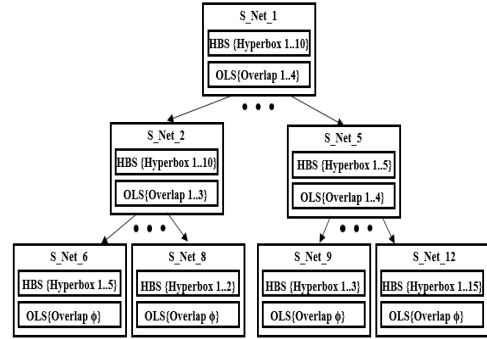 S_Net_1
HBS {Hyperbox 1..10}
OLS{Overlap 1..4}
• • •
S_Net_2
HBS {Hyperbox 1..10}
OLS{Overlap 1..3}
S_Net_5
HBS {Hyperbox 1..5}
OLS{Overlap 1..4}
• • •
• • •
S_Net_6
HBS {Hyperbox 1..5}
OLS{Overlap ϕ}
S_Net_8
HBS {Hyperbox 1..2}
OLS{Overlap ϕ}
S_Net_9
HBS {Hyperbox 1..3}
OLS{Overlap ϕ}
S_Net_12
HBS {Hyperbox 1..15}
OLS{Overlap ϕ}